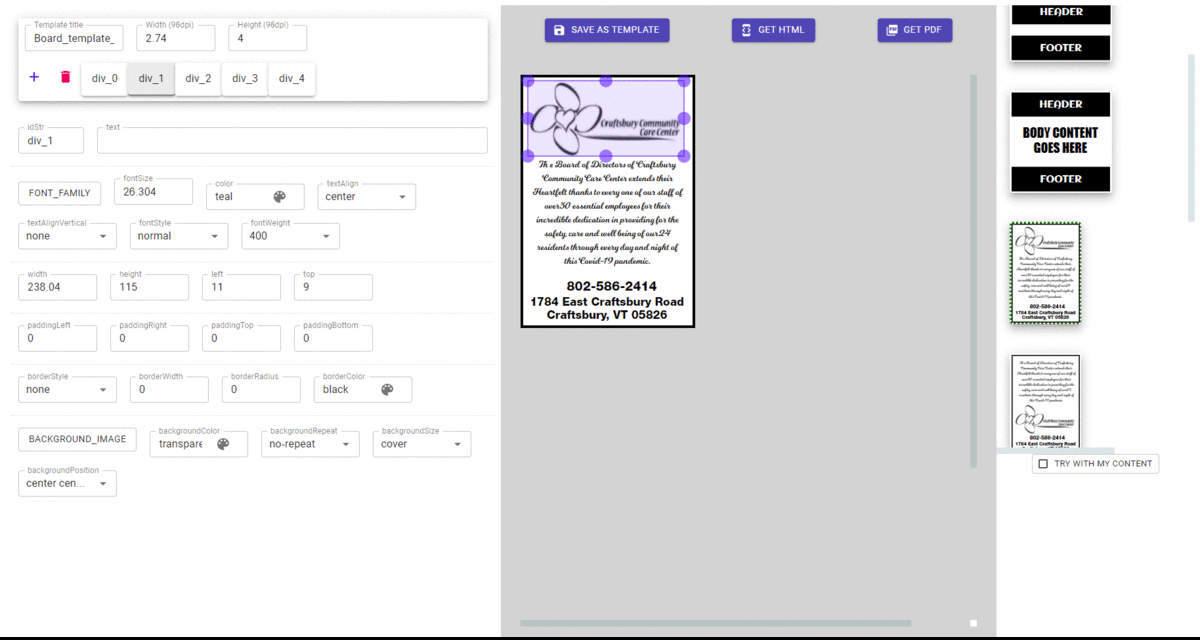 Template title
Board_template_
Width (96dpi)
2.74
Height (96dpi)
4
+
div_0
div_1
div_2
div_3
div_4
idStr
div_1
text
FONT_FAMILY
fontSize
26.304
color
teal
textAlign
center
textAlignVertical
none
fontStyle
normal
fontWeight
400
width
238.04
height
115
left
11
top
9
paddingLeft
0
paddingRight
0
paddingTop
0
paddingBottom
0
borderStyle
none
borderWidth
0
borderRadius
0
borderColor
black
BACKGROUND_IMAGE
backgroundColor
transpare
backgroundRepeat
no-repeat
backgroundSize
cover
backgroundPosition
center cen...
SAVE AS TEMPLATE
GET HTML
GET PDF
Craftsbury Community
Care Center
Th e Board of Directors of Craftsbury
Community Care Center extends their
Heartfelt thanks to every one of our staff of
over 30 essential employees for their
incredible dedication in providing for the
safety, care and well being of our 24
residents through every day and night of
this Covid-19 pandemic.
802-586-2414
1784 East Craftsbury Road
Craftsbury, VT 05826
HEADER
FOOTER
HEADER
BODY CONTENT
GOES HERE
FOOTER
802-586-2414
1784 East Craftsbury Road
Craftsbury, VT 05826
802-586-2414
1784 East Craftsbury Road
TRY WITH MY CONTENT